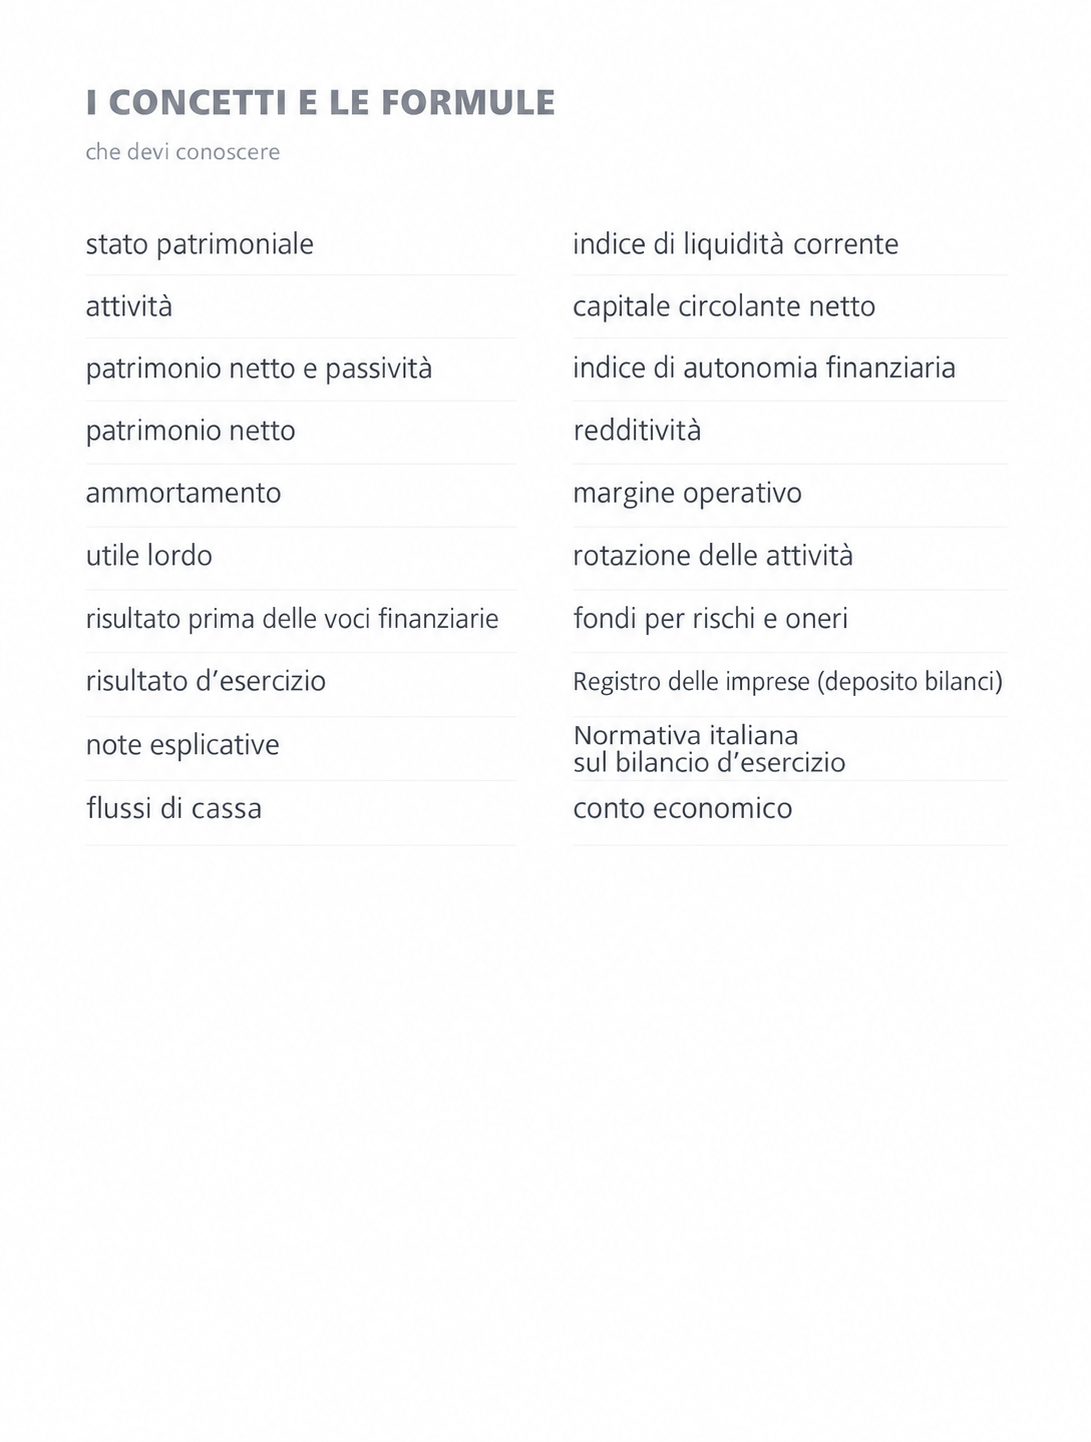 I CONCETTI E LE FORMULE
che devi conoscere
stato patrimoniale
attività
patrimonio netto e passività
patrimonio netto
ammortamento
utile lordo
risultato prima delle voci finanziarie
risultato d’esercizio
note esplicative
flussi di cassa
indice di liquidità corrente
capitale circolante netto
indice di autonomia finanziaria
redditività
margine operativo
rotazione delle attività
fondi per rischi e oneri
Registro delle imprese (deposito bilanci)
Normativa italiana
sul bilancio d’esercizio
conto economico